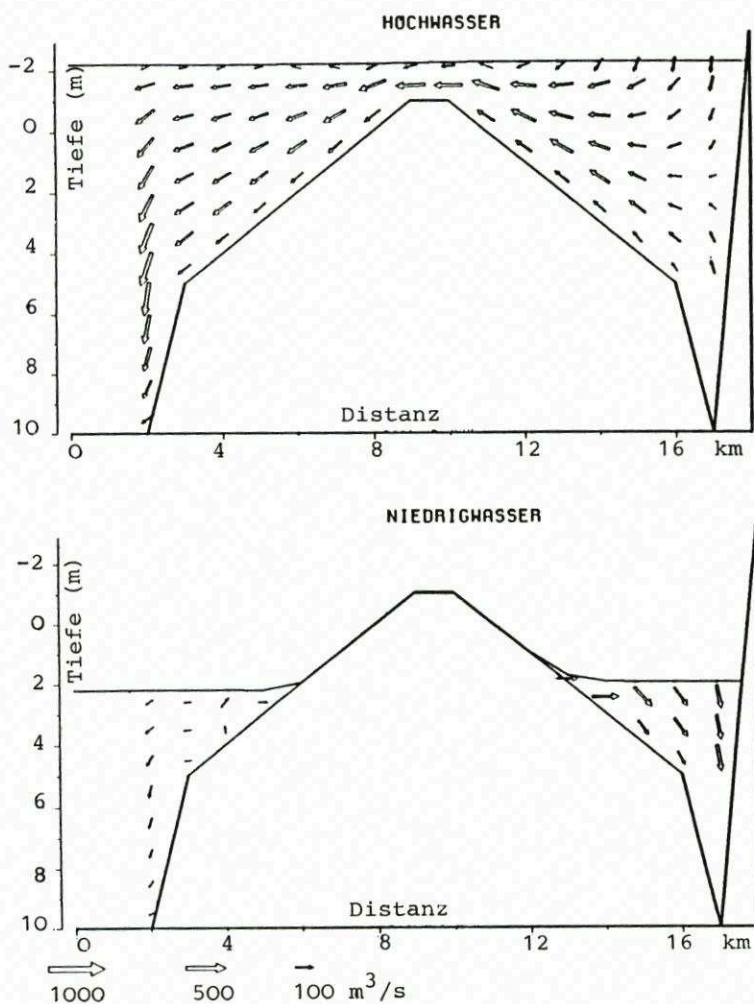 HOCHWASSER
Tiefe (m)
-2
0
2
4
6
8
10
Distanz
0 4 8 12 16 km
NIEDRIGWASSER
Tiefe (m)
-2
0
2
4
6
8
10
Distanz
0 4 8 12 16 km
1000 500 100 m³/s